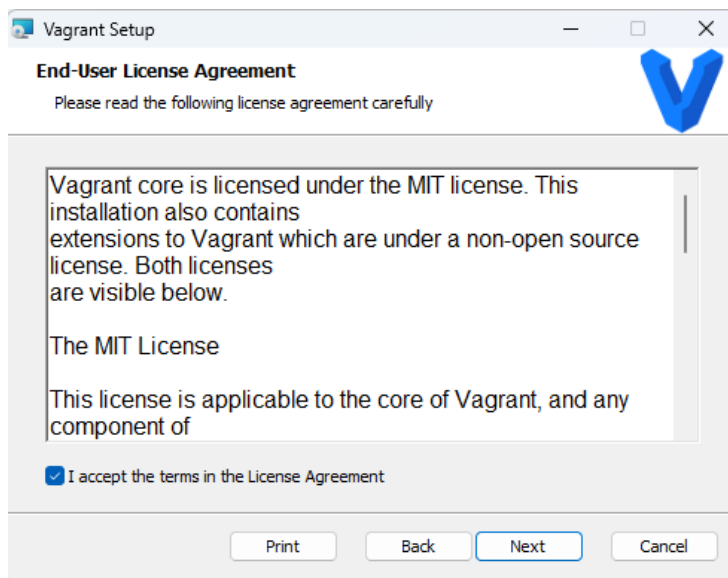 Vagrant Setup
End-User License Agreement
Please read the following license agreement carefully
Vagrant core is licensed under the MIT license. This
installation also contains
extensions to Vagrant which are under a non-open source
license. Both licenses
are visible below.
The MIT License
This license is applicable to the core of Vagrant, and any
component of
I accept the terms in the License Agreement
Print Back Next Cancel